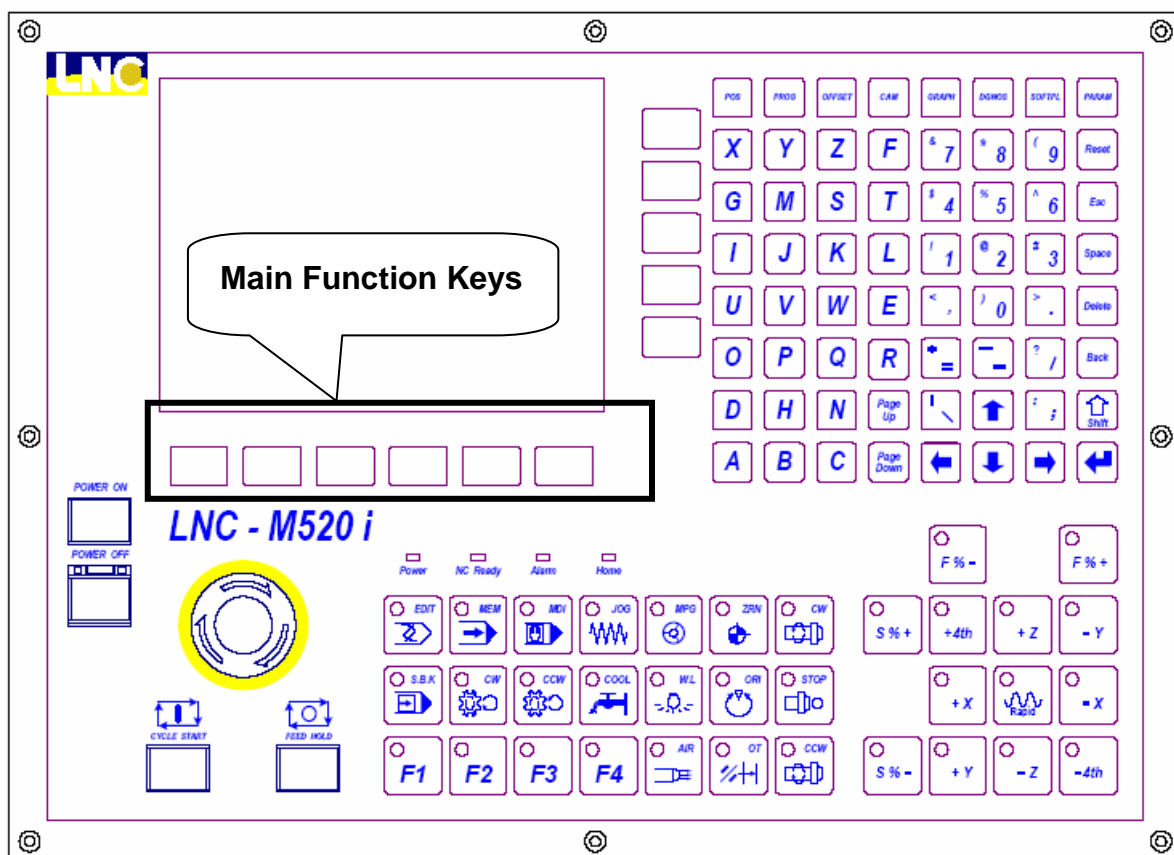 LNC
POS PROG OFFSET CAM GRAPH DGNOS SOFTPL PARAM
X Y Z F & 7 * 8 ( 9 Reset
G M S T $ 4 % 5 ^ 6 Esc
I J K L ! 1 @ 2 # 3 Space
Main Function Keys
U V W E < , ) 0 > . Delete
O P Q R + = – - ? / Back
D H N Page Up | \ : ; Shift
A B C Page Down
POWER ON
LNC - M520 i
POWER OFF
Power NC Ready Alarm Home
F % - F % +
EDIT MEM MDI JOG MPG ZRN CW
S % + +4th + Z - Y
S.B.K CW CCW COOL W.L ORI STOP
+ X Rapid - X
CYCLE START FEED HOLD
F1 F2 F3 F4 AIR OT CCW
S % - + Y - Z -4th